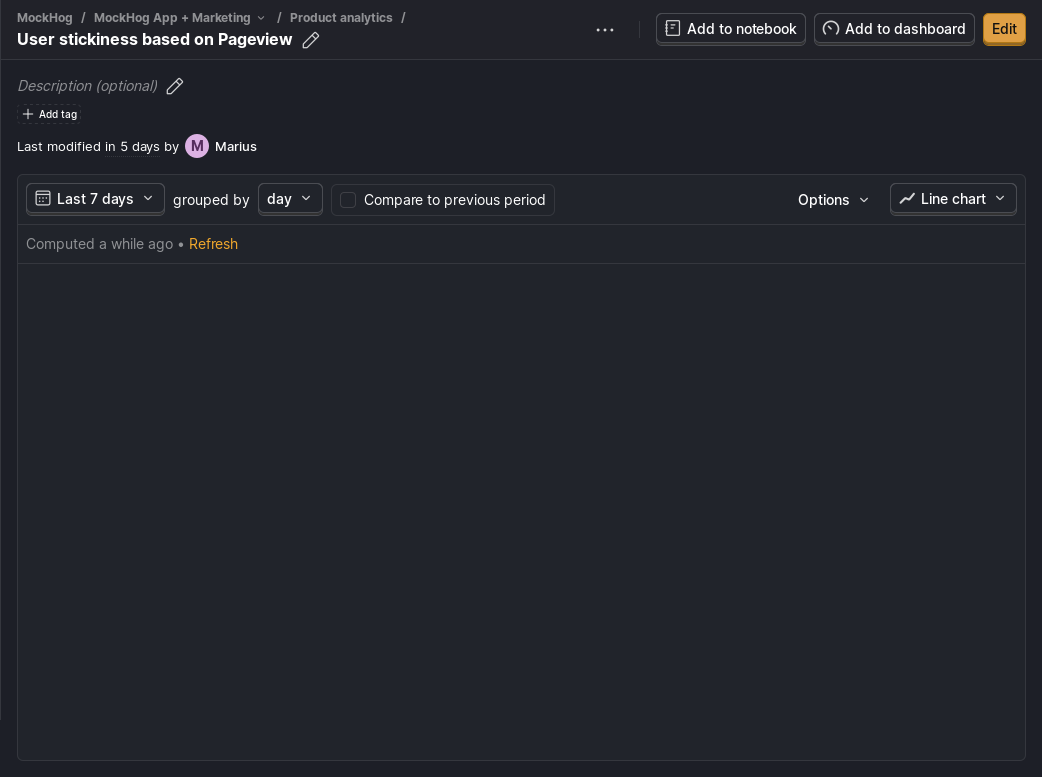 MockHog / MockHog App + Marketing / Product analytics /
User stickiness based on Pageview
Add to notebook
Add to dashboard
Edit
Description (optional)
Add tag
Last modified in 5 days by M Marius
Last 7 days grouped by day Compare to previous period Options Line chart
Computed a while ago • Refresh